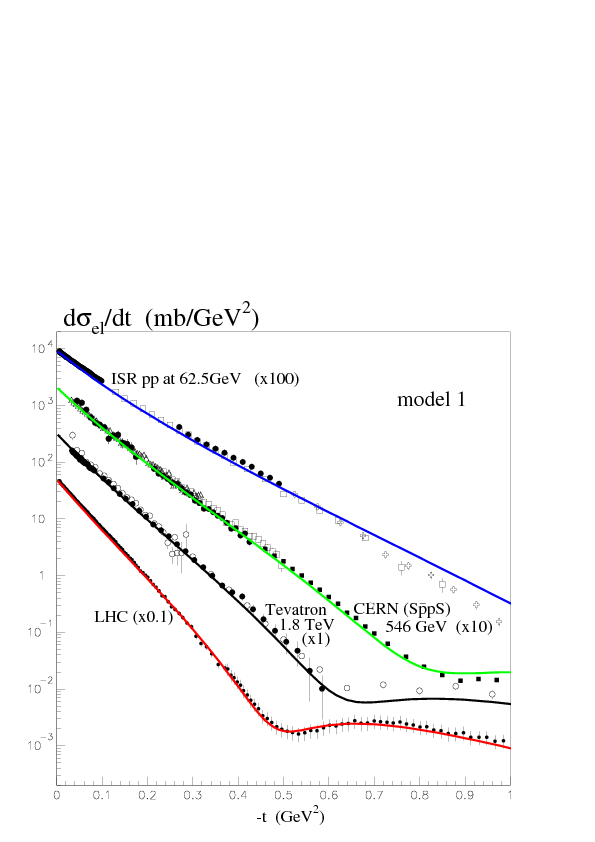 dσel/dt (mb/GeV²)
10⁴
ISR pp at 62.5GeV (x100)
model 1
10³
10²
10
1
LHC (x0.1)
Tevatron
1.8 TeV
(x1)
CERN (Sp̄pS)
546 GeV (x10)
10⁻¹
10⁻²
10⁻³
0 0.1 0.2 0.3 0.4 0.5 0.6 0.7 0.8 0.9 1
-t (GeV²)